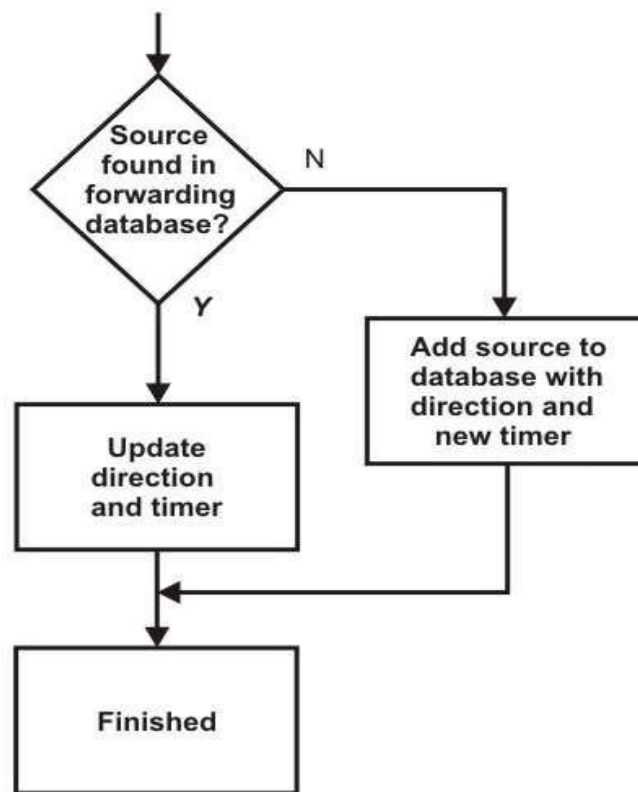 Source
found in
forwarding
database?
N
Y
Add source to
database with
direction and
new timer
Update
direction
and timer
Finished